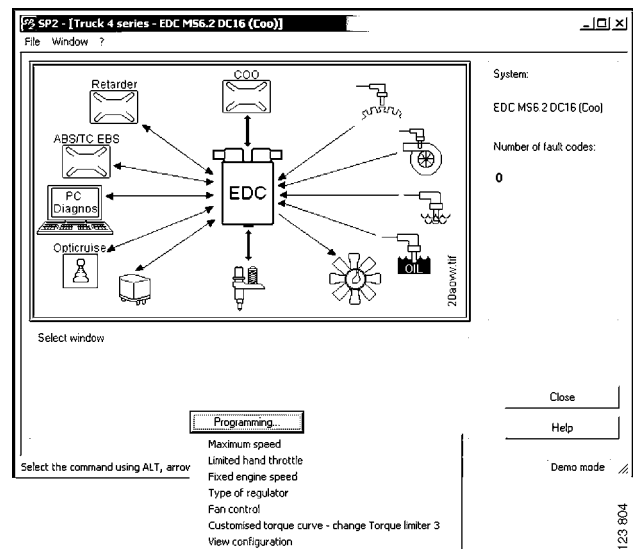 SP2 - [Truck 4 series - EDC MS6.2 DC16 (Coo)]
File Window ?
Retarder
COO
ABS/TC EBS
PC
Diagnos
Opticruise
EDC
OIL
20aovw.tif
System:
EDC MS6.2 DC16 (Coo)
Number of fault codes:
0
Select window
Close
Help
Programming...
Maximum speed
Limited hand throttle
Fixed engine speed
Type of regulator
Fan control
Customised torque curve - change Torque limiter 3
View configuration
Select the command using ALT, arrow
Demo mode
123 804